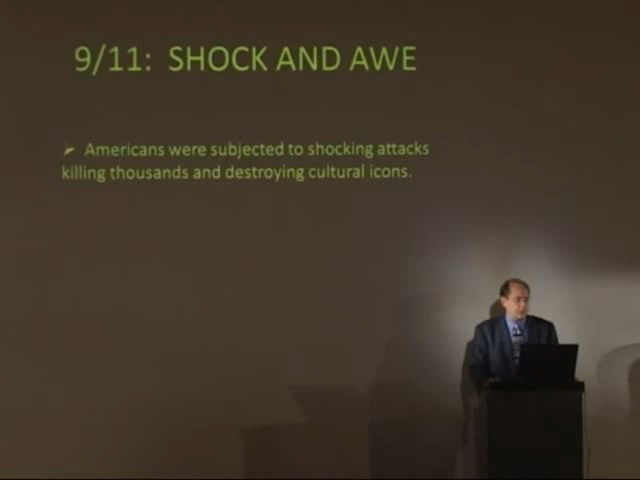 9/11: SHOCK AND AWE
➢ Americans were subjected to shocking attacks
killing thousands and destroying cultural icons.